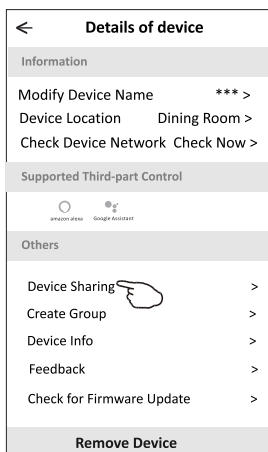 Details of device
Information
Modify Device Name *** >
Device Location Dining Room >
Check Device Network Check Now >
Supported Third-part Control
amazon alexa Google Assistant
Others
Device Sharing >
Create Group >
Device Info >
Feedback >
Check for Firmware Update >
Remove Device